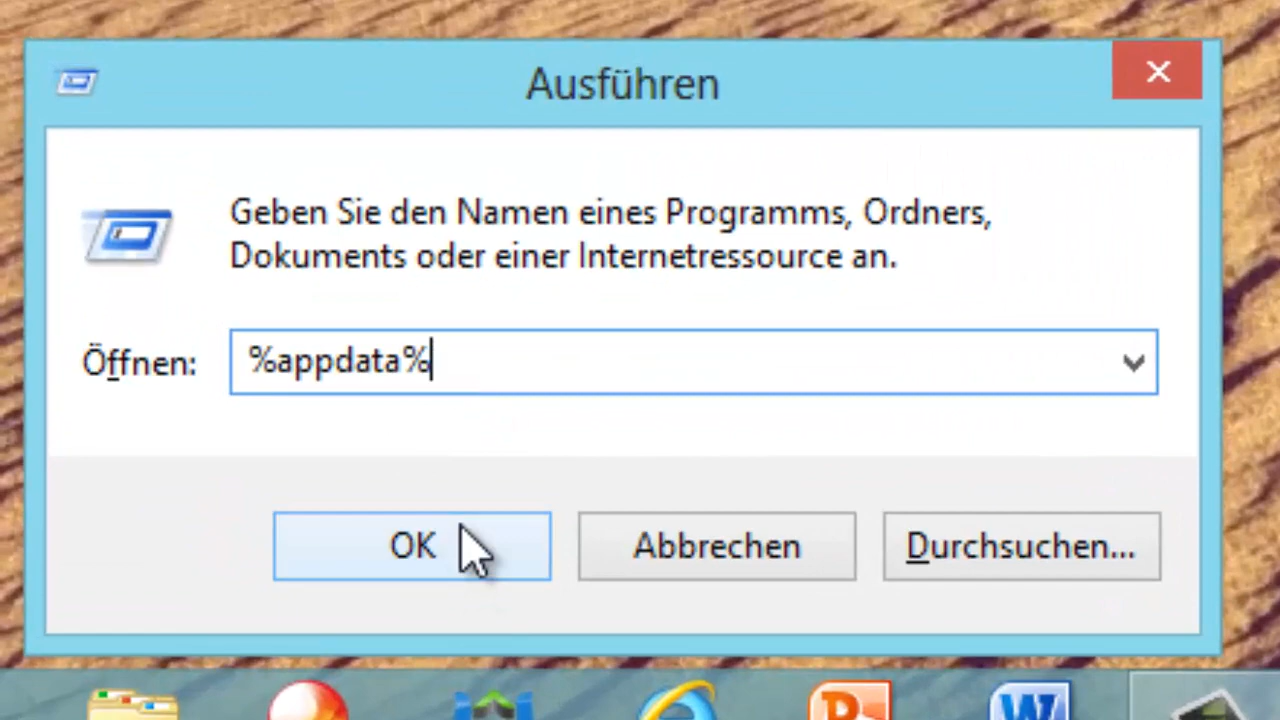 Ausführen
Geben Sie den Namen eines Programms, Ordners,
Dokuments oder einer Internetressource an.
Öffnen: %appdata%
OK Abbrechen Durchsuchen...